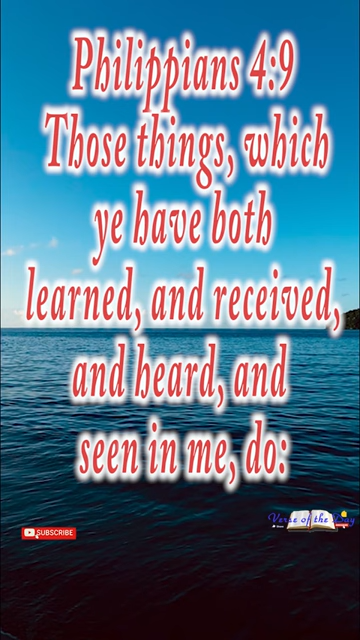 Philippians 4:9
Those things, which
ye have both
learned, and received,
and heard, and
seen in me, do:
Verse of the Day
SUBSCRIBE